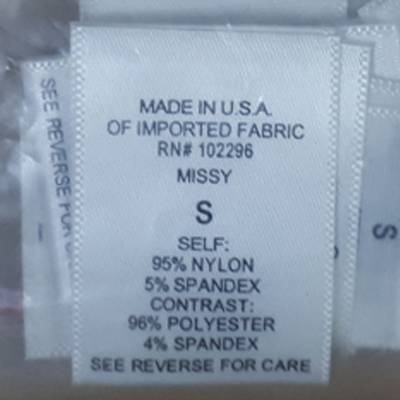 MADE IN U.S.A.
OF IMPORTED FABRIC
RN# 102296
MISSY
S
SELF:
95% NYLON
5% SPANDEX
CONTRAST:
96% POLYESTER
4% SPANDEX
SEE REVERSE FOR CARE
SEE REVERSE FOR
S